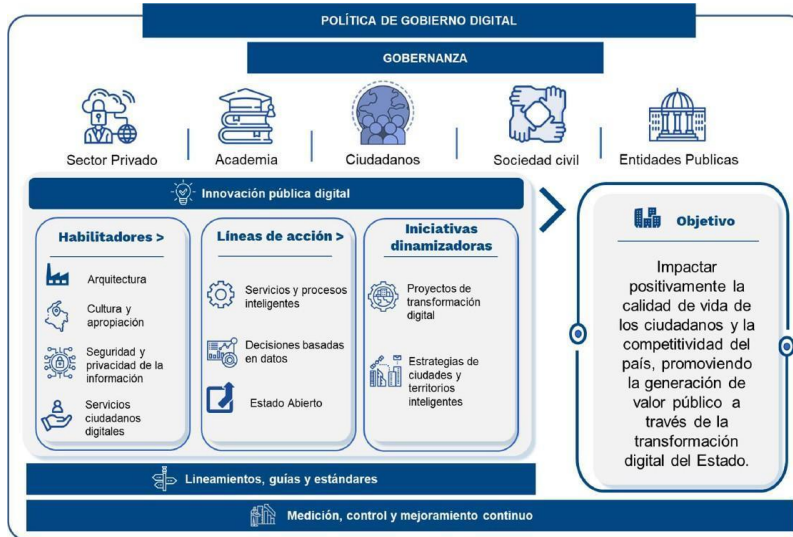 POLÍTICA DE GOBIERNO DIGITAL
GOBERNANZA
Sector Privado
Academia
Ciudadanos
Sociedad civil
Entidades Publicas
Innovación pública digital
Habilitadores >
Arquitectura
Cultura y
apropiación
Seguridad y
privacidad de la
información
Servicios
ciudadanos
digitales
Líneas de acción >
Servicios y procesos
inteligentes
Decisiones basadas
en datos
Estado Abierto
Iniciativas
dinamizadoras
Proyectos de
transformación
digital
Estrategias de
ciudades y
territorios
inteligentes
Objetivo
Impactar
positivamente la
calidad de vida de
los ciudadanos y la
competitividad del
país, promoviendo
la generación de
valor público a
través de la
transformación
digital del Estado.
Lineamientos, guías y estándares
Medición, control y mejoramiento continuo